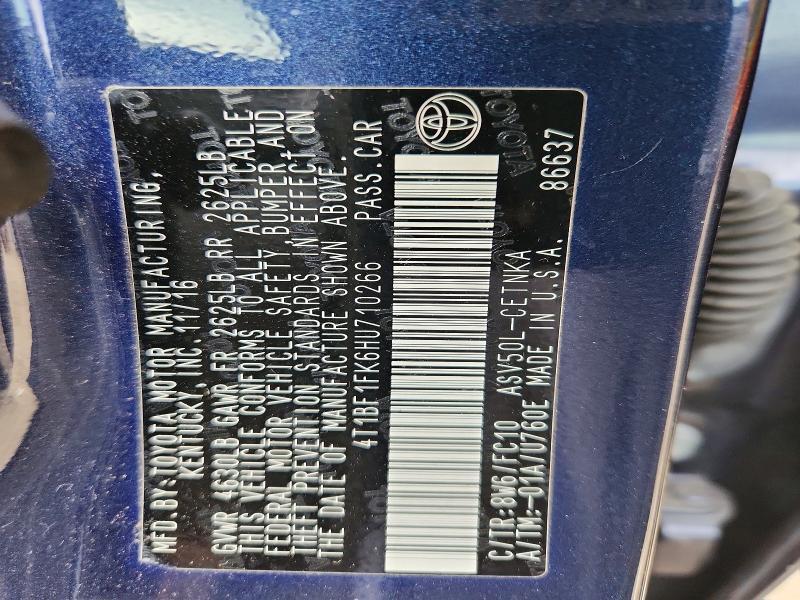 MFD. BY: TOYOTA MOTOR MANUFACTURING,
KENTUCKY, INC. 11/16
GVWR 4630LB GAWR FR 2625LB RR 2625LB
THIS VEHICLE CONFORMS TO ALL APPLICABLE
FEDERAL MOTOR VEHICLE SAFETY, BUMPER, AND
THEFT PREVENTION STANDARDS IN EFFECT ON
THE DATE OF MANUFACTURE SHOWN ABOVE.
4T1BF1FK6HU710266 PASS. CAR
C/TR: 8W6/FC10 ASV50L-CETNKA
A/TM: -01A/U760E MADE IN U.S.A. 86637